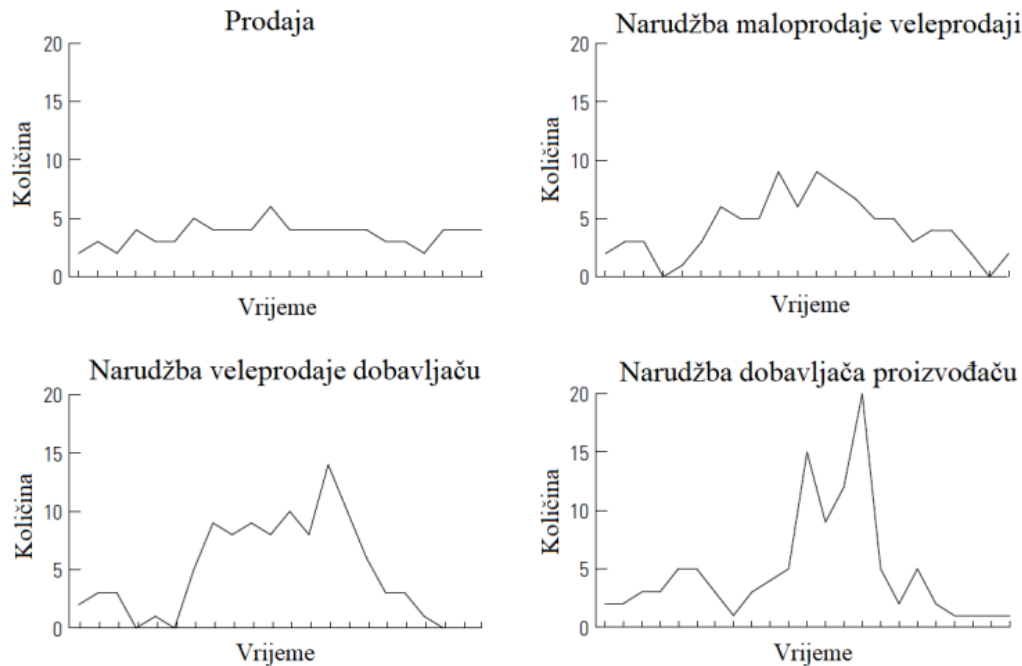 Prodaja
20
15
10
5
0
Količina
Vrijeme
Narudžba maloprodaje veleprodaji
20
15
10
5
0
Količina
Vrijeme
Narudžba veleprodaje dobavljaču
20
15
10
5
0
Količina
Vrijeme
Narudžba dobavljača proizvođaču
20
15
10
5
0
Količina
Vrijeme